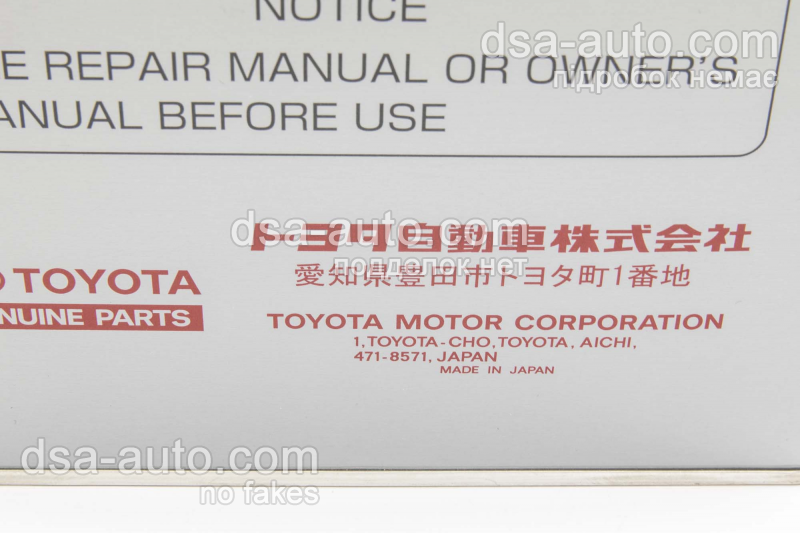 NOTICE
dsa-auto.com
E REPAIR MANUAL OR OWNER'S
підробок немає
ANUAL BEFORE USE
トヨタ自動車株式会社
dsa-auto.com
подделок нет
愛知県豊田市トヨタ町1番地
TOYOTA
NUINE PARTS
TOYOTA MOTOR CORPORATION
1, TOYOTA-CHO, TOYOTA, AICHI,
471-8571, JAPAN
MADE IN JAPAN
dsa-auto.com
no fakes